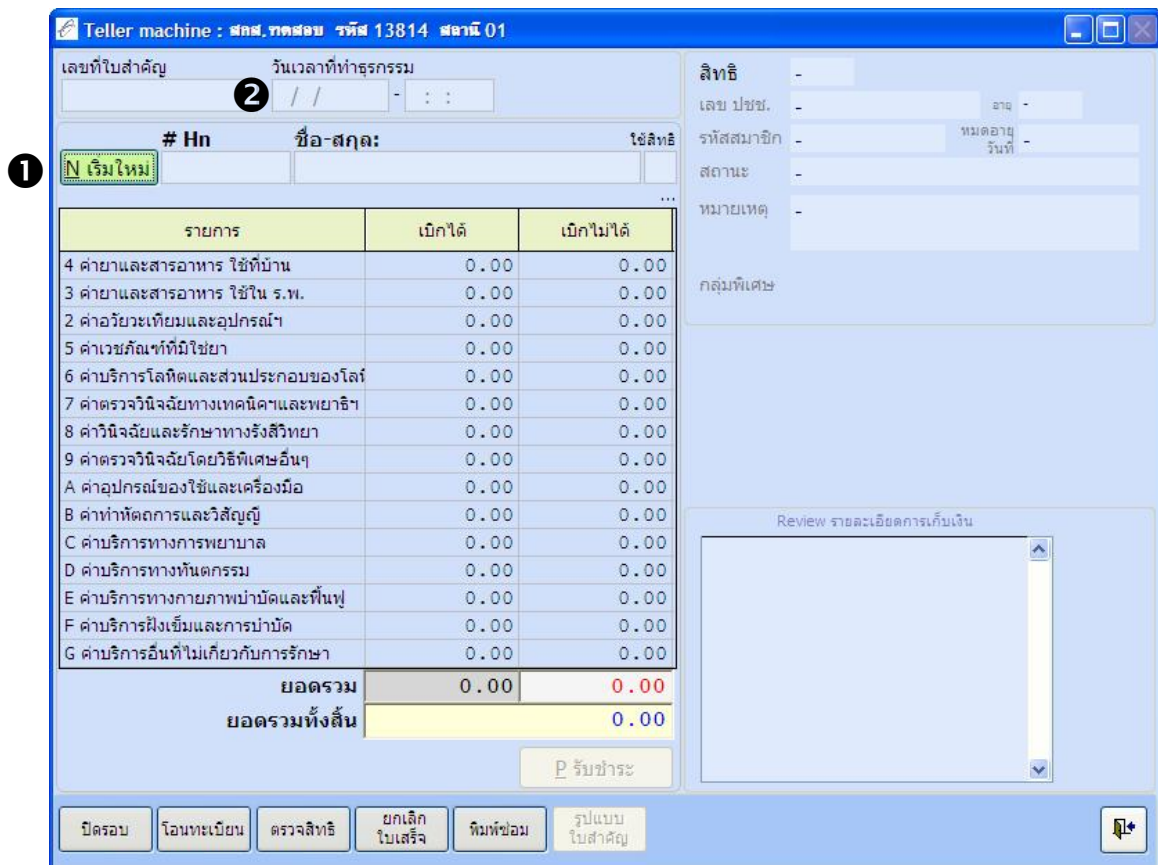 Teller machine : สกส.ทดสอบ รหัส 13814 สถานี 01
เลขที่ใบสำคัญ วันเวลาที่ทำธุรกรรม
❷ / / - : :
# Hn ชื่อ-สกุล: ใช้สิทธิ
❶ N เริ่มใหม่
...
รายการ เบิกได้ เบิกไม่ได้
4 ค่ายาและสารอาหาร ใช้ที่บ้าน 0.00 0.00
3 ค่ายาและสารอาหาร ใช้ใน ร.พ. 0.00 0.00
2 ค่าอวัยวะเทียมและอุปกรณ์ฯ 0.00 0.00
5 ค่าเวชภัณฑ์ที่มิใช่ยา 0.00 0.00
6 ค่าบริการโลหิตและส่วนประกอบของโลหิ 0.00 0.00
7 ค่าตรวจวินิจฉัยทางเทคนิคฯและพยาธิฯ 0.00 0.00
8 ค่าวินิจฉัยและรักษาทางรังสีวิทยา 0.00 0.00
9 ค่าตรวจวินิจฉัยโดยวิธีพิเศษอื่นๆ 0.00 0.00
A ค่าอุปกรณ์ของใช้และเครื่องมือ 0.00 0.00
B ค่าทำหัตถการและวิสัญญี 0.00 0.00
C ค่าบริการทางการพยาบาล 0.00 0.00
D ค่าบริการทางทันตกรรม 0.00 0.00
E ค่าบริการทางกายภาพบำบัดและฟื้นฟู 0.00 0.00
F ค่าบริการฝังเข็มและการบำบัด 0.00 0.00
G ค่าบริการอื่นที่ไม่เกี่ยวกับการรักษา 0.00 0.00
ยอดรวม 0.00 0.00
ยอดรวมทั้งสิ้น 0.00
P รับชำระ
สิทธิ -
เลข ปชช. - อายุ -
รหัสสมาชิก - หมดอายุ วันที่ -
สถานะ -
หมายเหตุ -
กลุ่มพิเศษ
Review รายละเอียดการเก็บเงิน
ปิดรอบ โอนทะเบียน ตรวจสิทธิ ยกเลิก ใบเสร็จ พิมพ์ซ่อม รูปแบบ ใบสำคัญ